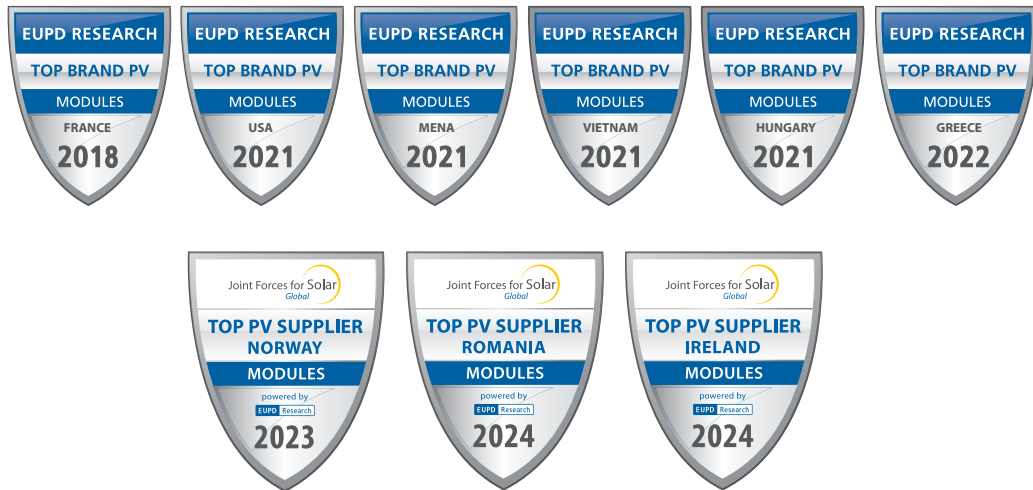 EUPD RESEARCH
TOP BRAND PV
MODULES
FRANCE
2018
EUPD RESEARCH
TOP BRAND PV
MODULES
USA
2021
EUPD RESEARCH
TOP BRAND PV
MODULES
MENA
2021
EUPD RESEARCH
TOP BRAND PV
MODULES
VIETNAM
2021
EUPD RESEARCH
TOP BRAND PV
MODULES
HUNGARY
2021
EUPD RESEARCH
TOP BRAND PV
MODULES
GREECE
2022
Joint Forces for Solar
Global
TOP PV SUPPLIER
NORWAY
MODULES
powered by
EUPD Research
2023
Joint Forces for Solar
Global
TOP PV SUPPLIER
ROMANIA
MODULES
powered by
EUPD Research
2024
Joint Forces for Solar
Global
TOP PV SUPPLIER
IRELAND
MODULES
powered by
EUPD Research
2024